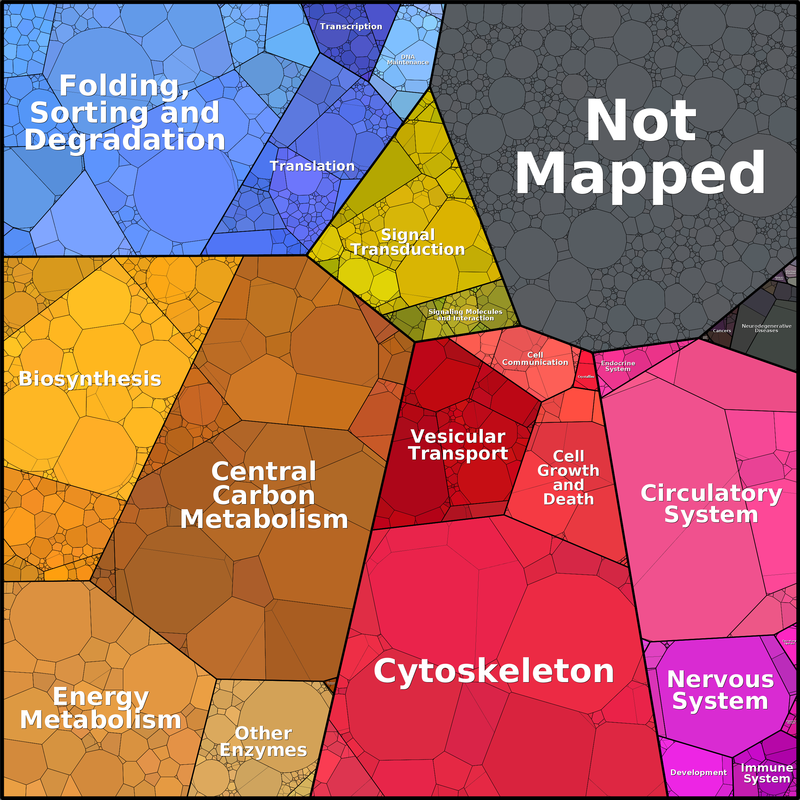 Transcription
DNA
Maintenance
Folding,
Sorting and
Degradation
Not
Mapped
Translation
Signal
Transduction
Signaling Molecules
and Interaction
Neurodegenerative
Diseases
Cancers
Cell
Communication
Endocrine
System
Biosynthesis
Vesicular
Transport
Cell
Growth
and
Death
Central
Carbon
Metabolism
Circulatory
System
Cytoskeleton
Nervous
System
Energy
Metabolism
Other
Enzymes
Development
Immune
System